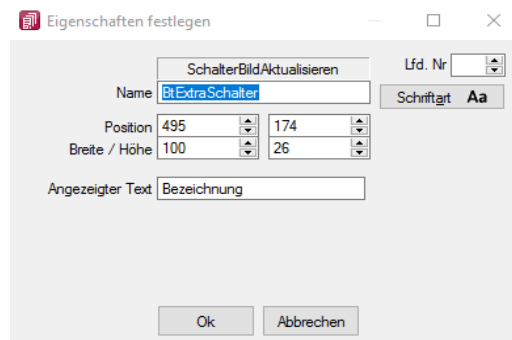 Eigenschaften festlegen
SchalterBildAktualisieren
Lfd. Nr
Name BtExtraSchalter
Schriftart Aa
Position 495 174
Breite / Höhe 100 26
Angezeigter Text Bezeichnung
Ok Abbrechen